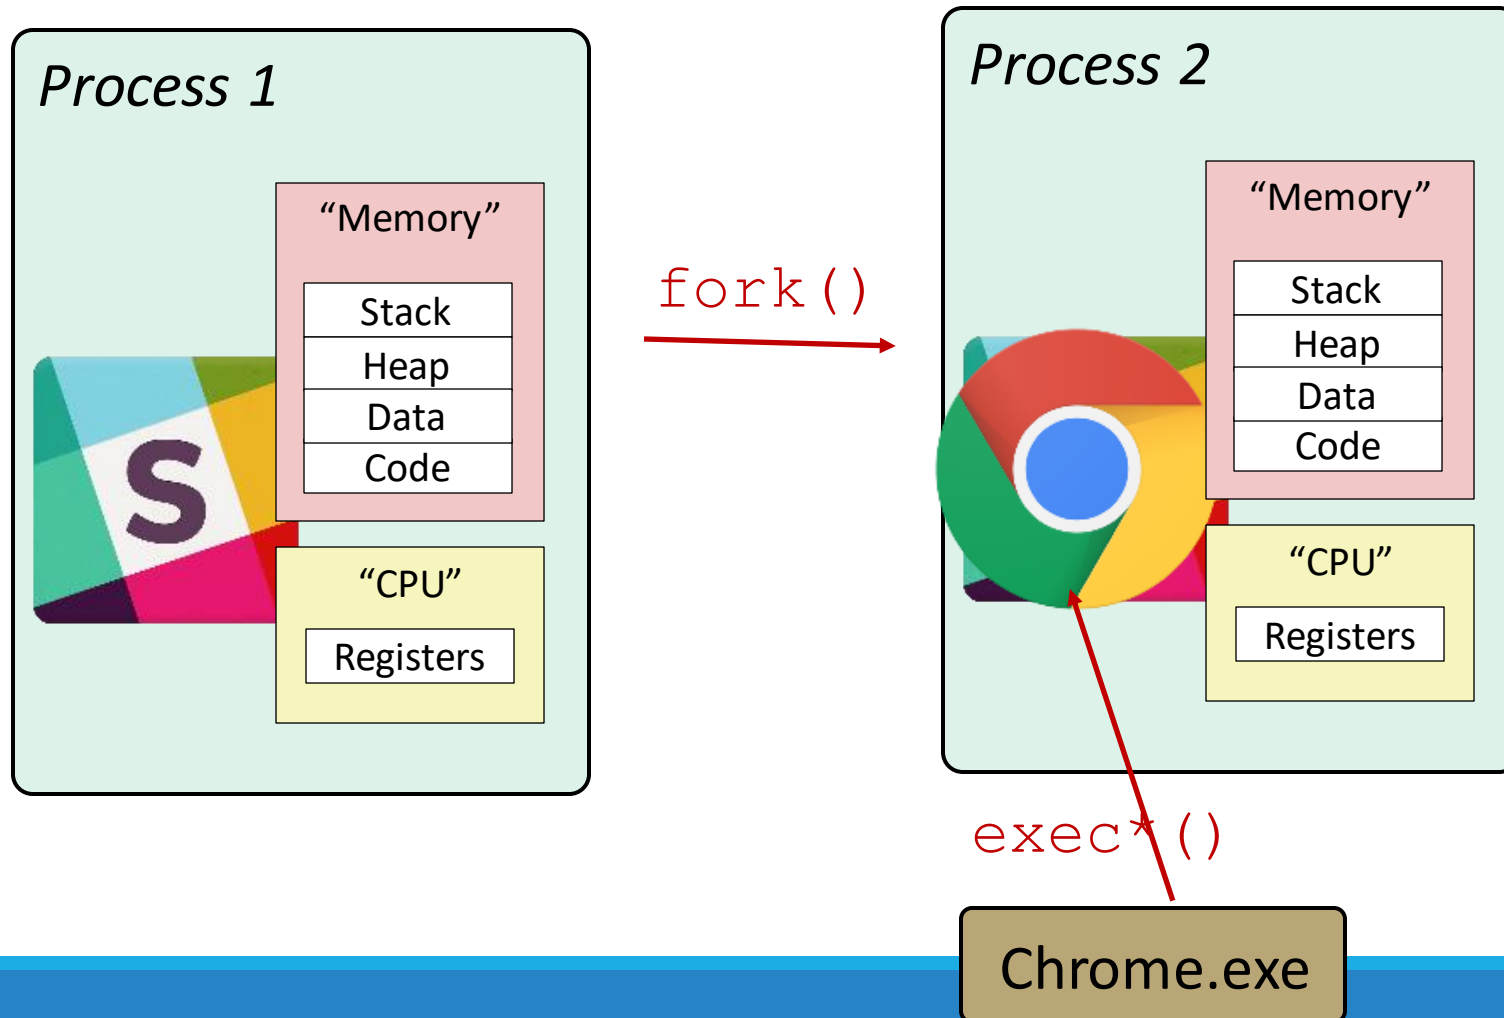 Process 1
“Memory”
Stack
Heap
Data
Code
S
“CPU”
Registers
fork()
Process 2
“Memory”
Stack
Heap
Data
Code
“CPU”
Registers
exec*()
Chrome.exe